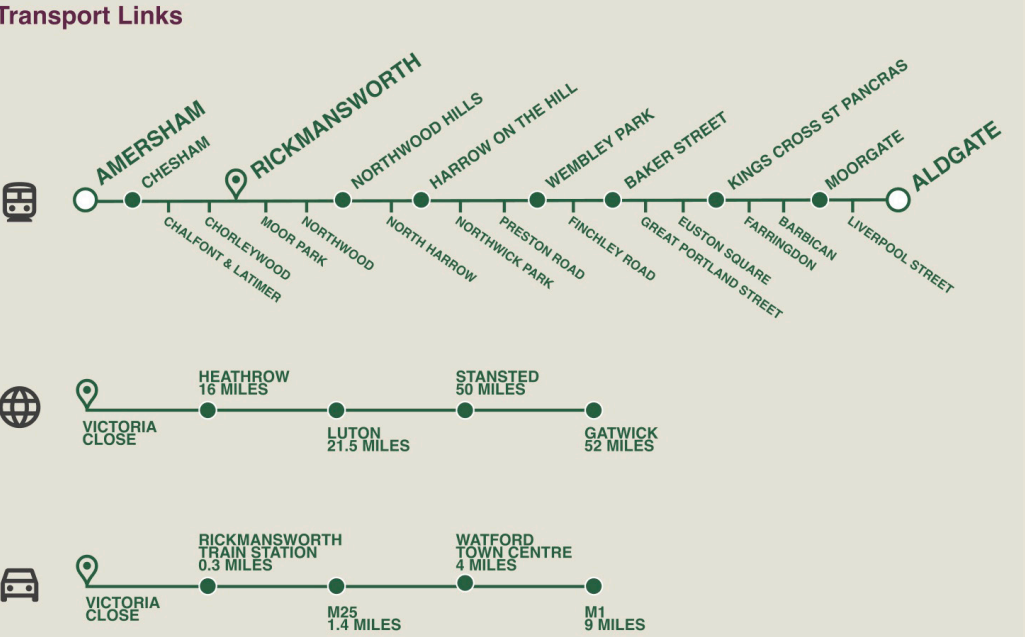 Transport Links
AMERSHAM
CHESHAM
CHALFONT & LATIMER
CHORLEYWOOD
RICKMANSWORTH
MOOR PARK
NORTHWOOD
NORTHWOOD HILLS
NORTH HARROW
HARROW ON THE HILL
NORTHWICK PARK
PRESTON ROAD
WEMBLEY PARK
FINCHLEY ROAD
BAKER STREET
GREAT PORTLAND STREET
EUSTON SQUARE
KINGS CROSS ST PANCRAS
FARRINGDON
BARBICAN
MOORGATE
LIVERPOOL STREET
ALDGATE
VICTORIA
CLOSE
HEATHROW
16 MILES
LUTON
21.5 MILES
STANSTED
50 MILES
GATWICK
52 MILES
VICTORIA
CLOSE
RICKMANSWORTH
TRAIN STATION
0.3 MILES
M25
1.4 MILES
WATFORD
TOWN CENTRE
4 MILES
M1
9 MILES